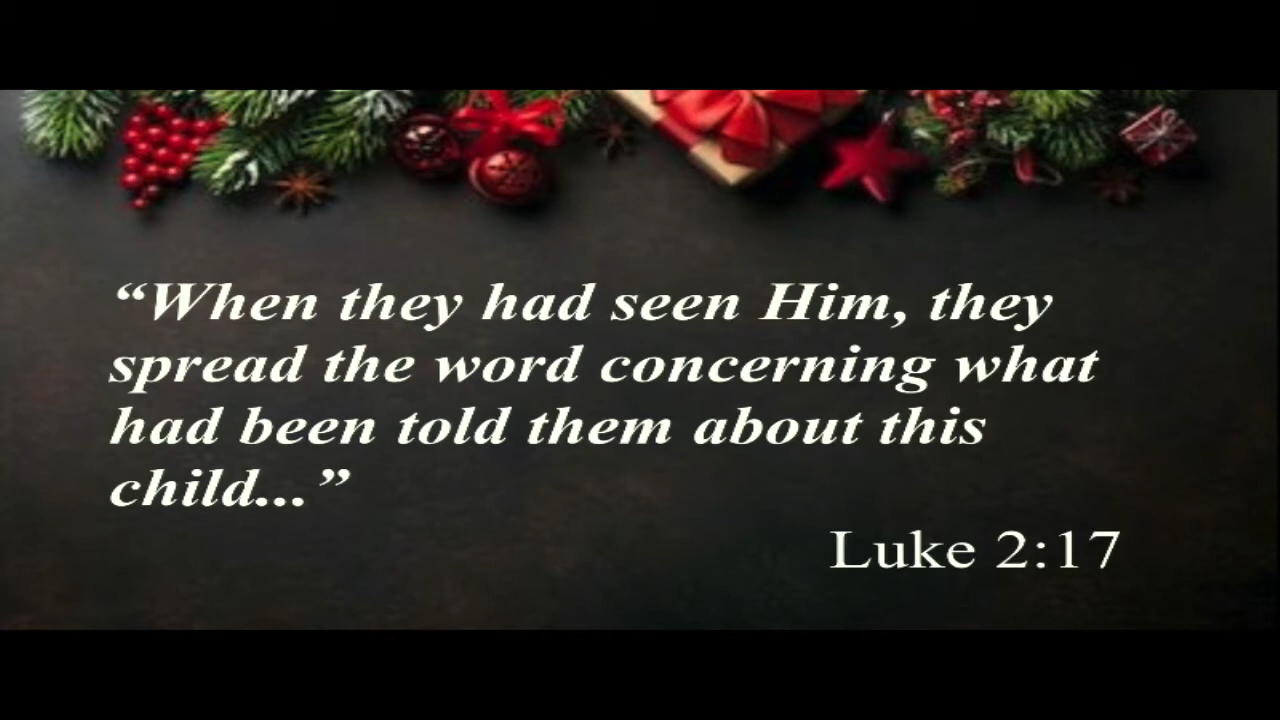 “When they had seen Him, they
spread the word concerning what
had been told them about this
child...”
Luke 2:17